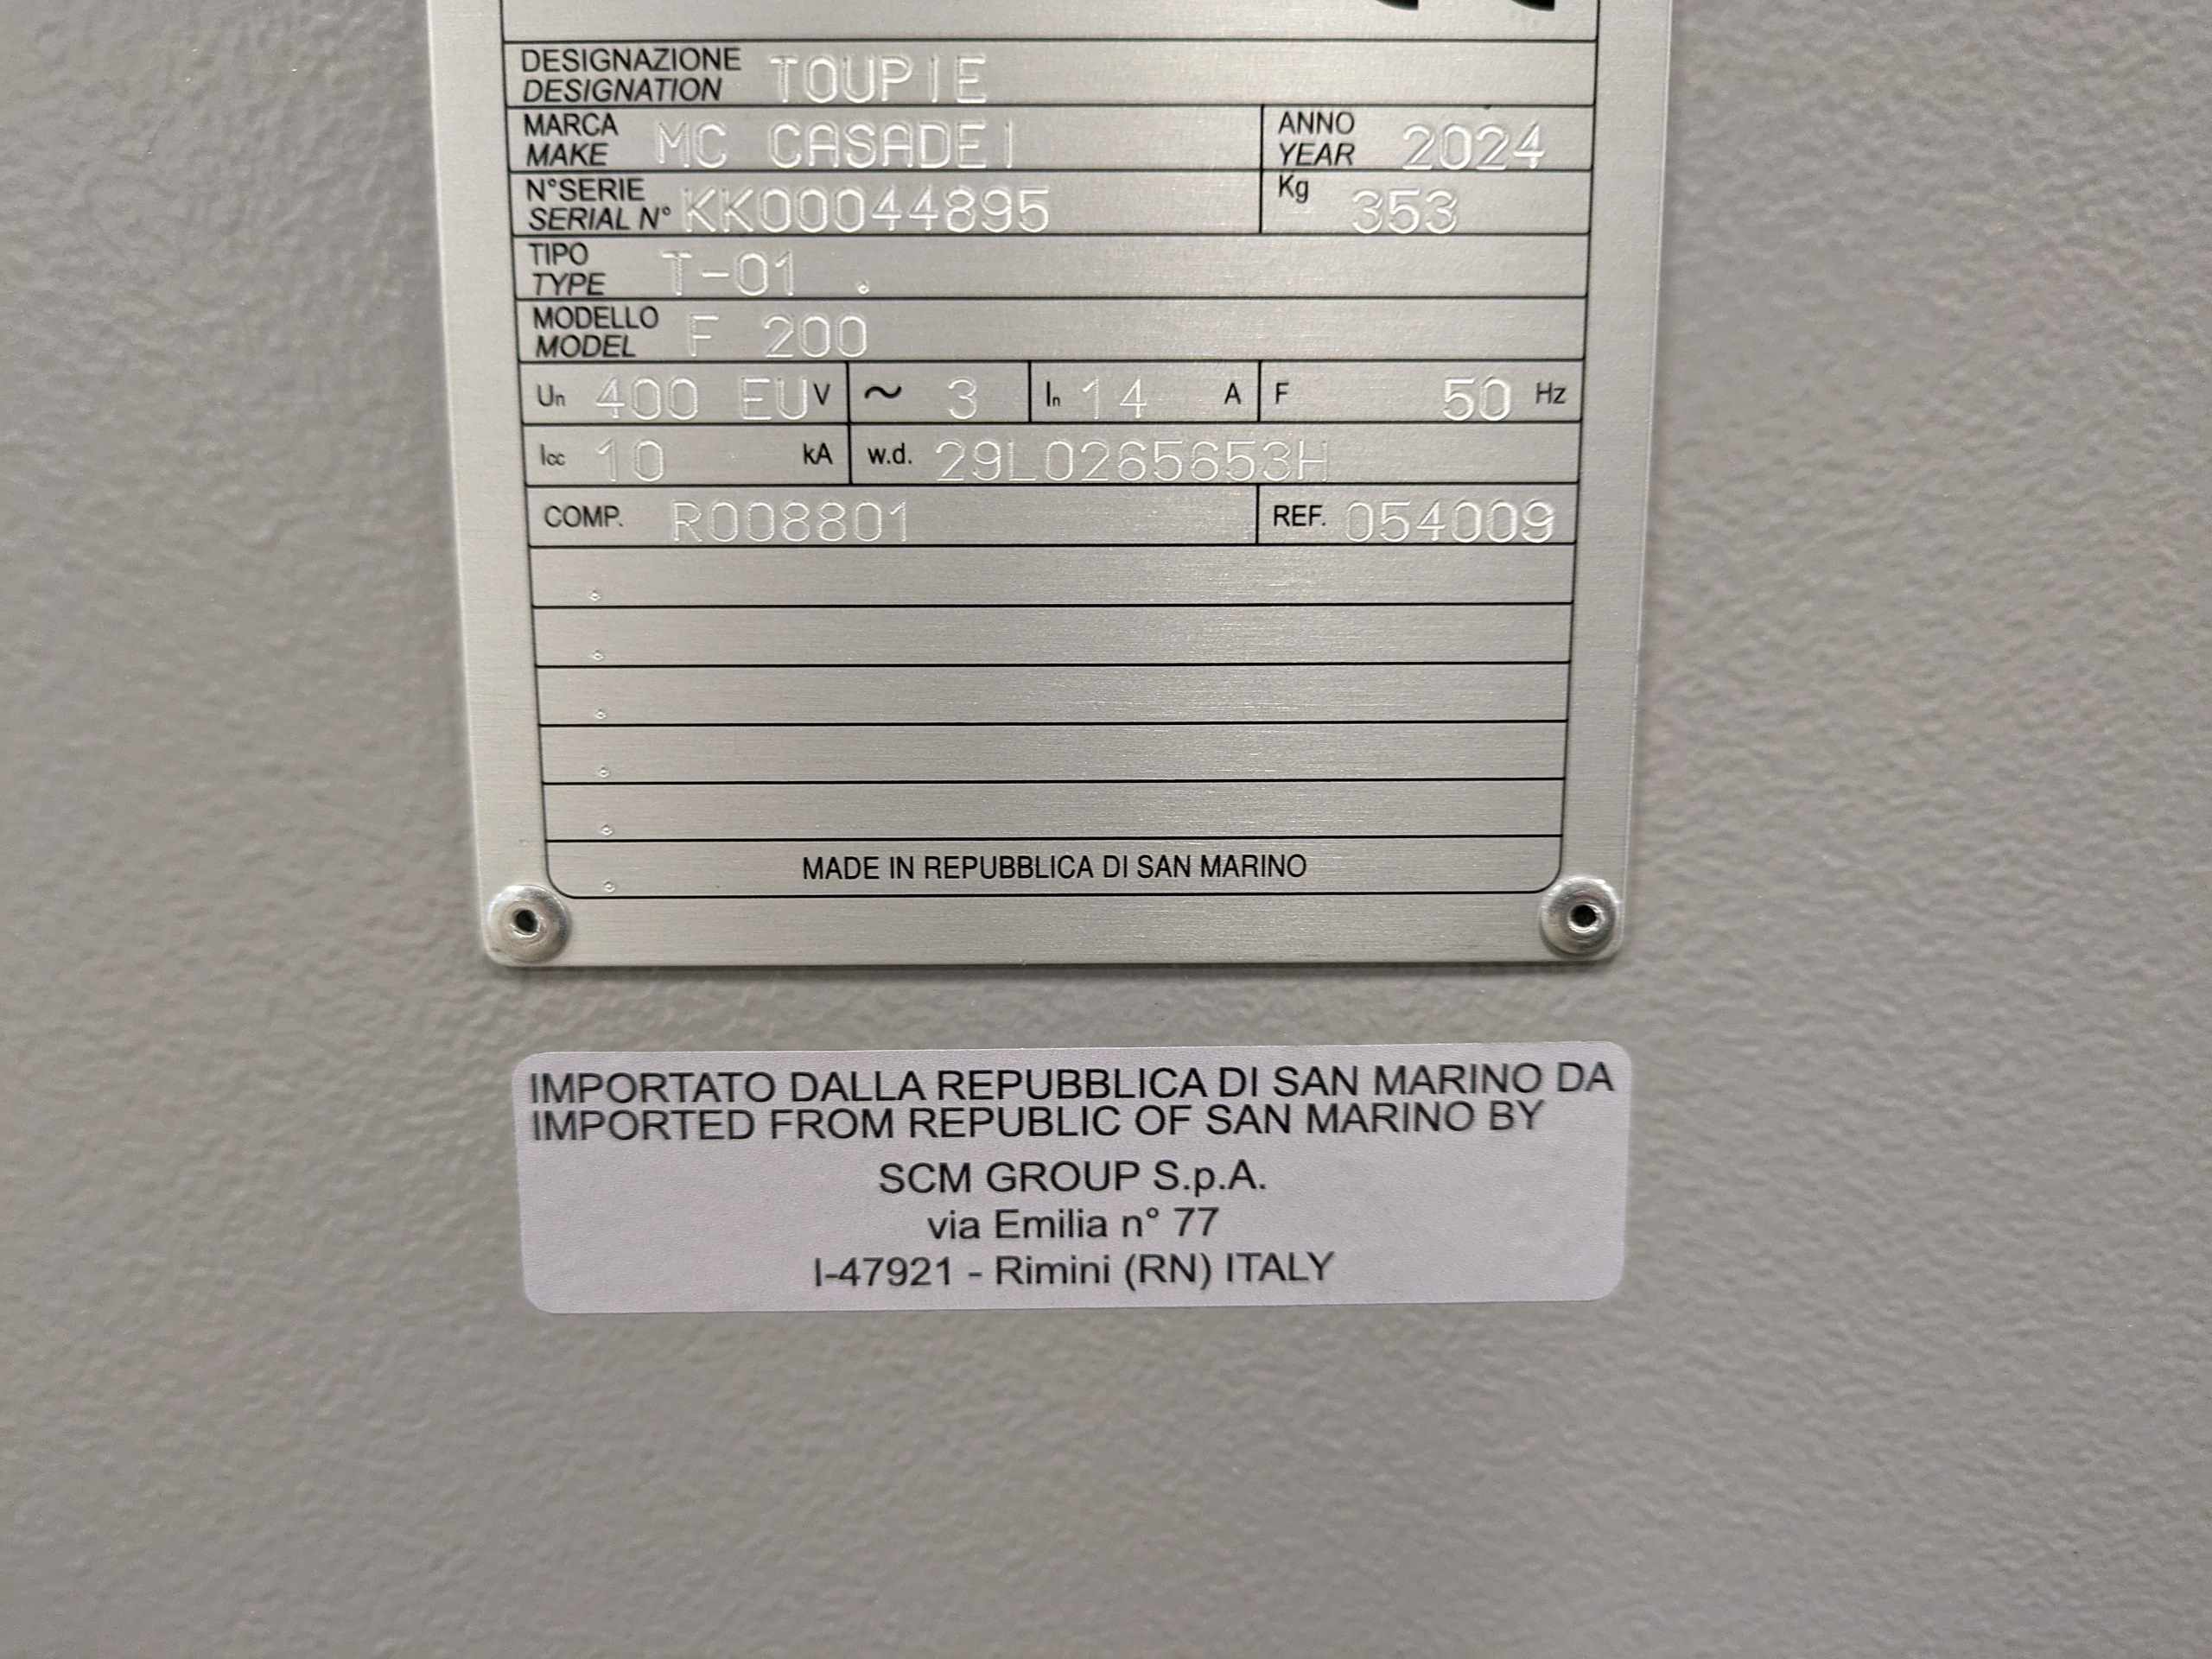 DESIGNAZIONE
DESIGNATION TOUPIE
MARCA
MAKE MC CASADEI
ANNO
YEAR 2024
N°SERIE
SERIAL N° KK00044895
Kg 353
TIPO
TYPE T-01 .
MODELLO
MODEL F 200
Un 400 EU V ~ 3 In 14 A F 50 Hz
Icc 10 kA w.d. 29L0265653H
COMP. R008801 REF. 054009
MADE IN REPUBBLICA DI SAN MARINO
IMPORTATO DALLA REPUBBLICA DI SAN MARINO DA
IMPORTED FROM REPUBLIC OF SAN MARINO BY
SCM GROUP S.p.A.
via Emilia n° 77
I-47921 - Rimini (RN) ITALY